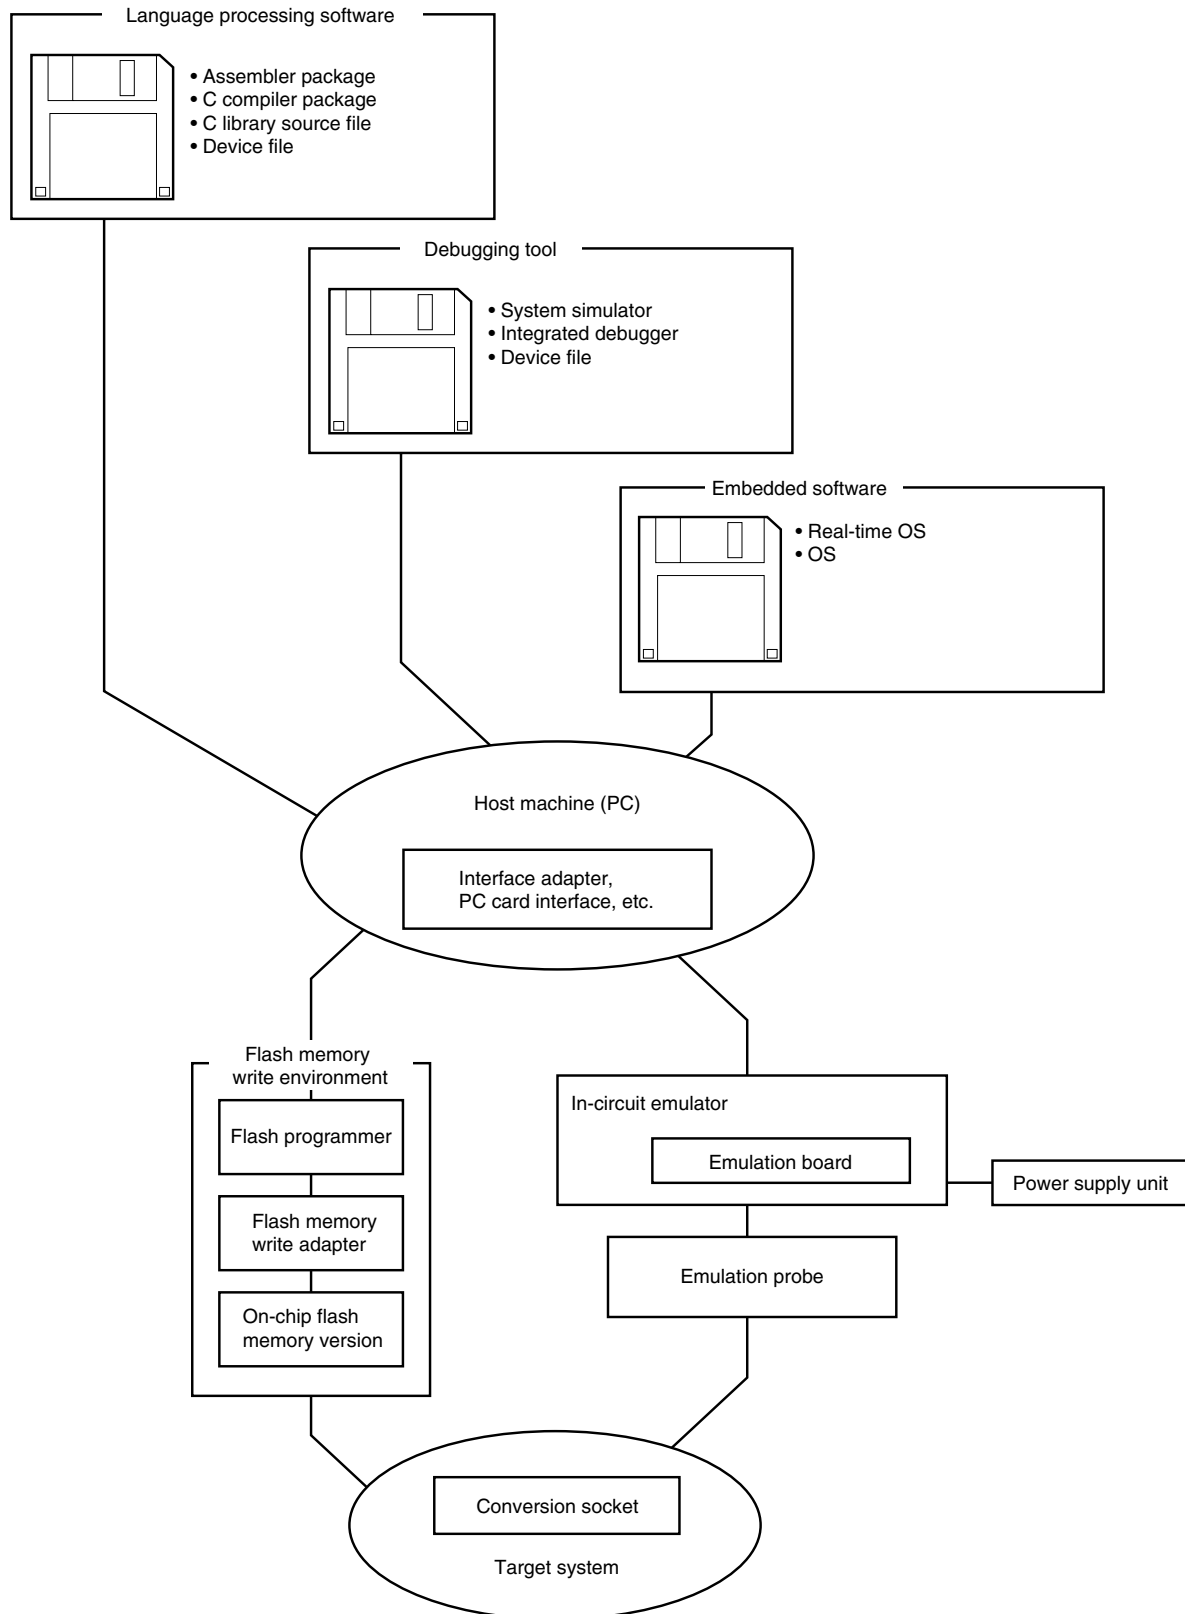 Language processing software
• Assembler package
• C compiler package
• C library source file
• Device file
Debugging tool
• System simulator
• Integrated debugger
• Device file
Embedded software
• Real-time OS
• OS
Host machine (PC)
Interface adapter,
PC card interface, etc.
Flash memory
write environment
Flash programmer
Flash memory
write adapter
On-chip flash
memory version
In-circuit emulator
Emulation board
Power supply unit
Emulation probe
Conversion socket
Target system